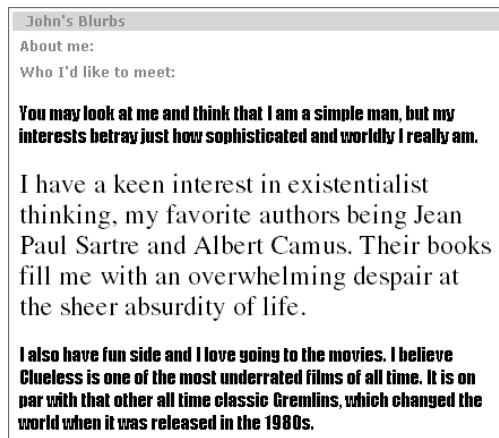 John's Blurbs
About me:
Who I'd like to meet:
You may look at me and think that I am a simple man, but my
interests betray just how sophisticated and worldly I really am.
I have a keen interest in existentialist
thinking, my favorite authors being Jean
Paul Sartre and Albert Camus. Their books
fill me with an overwhelming despair at
the sheer absurdity of life.
I also have fun side and I love going to the movies. I believe
Clueless is one of the most underrated films of all time. It is on
par with that other all time classic Gremlins, which changed the
world when it was released in the 1980s.